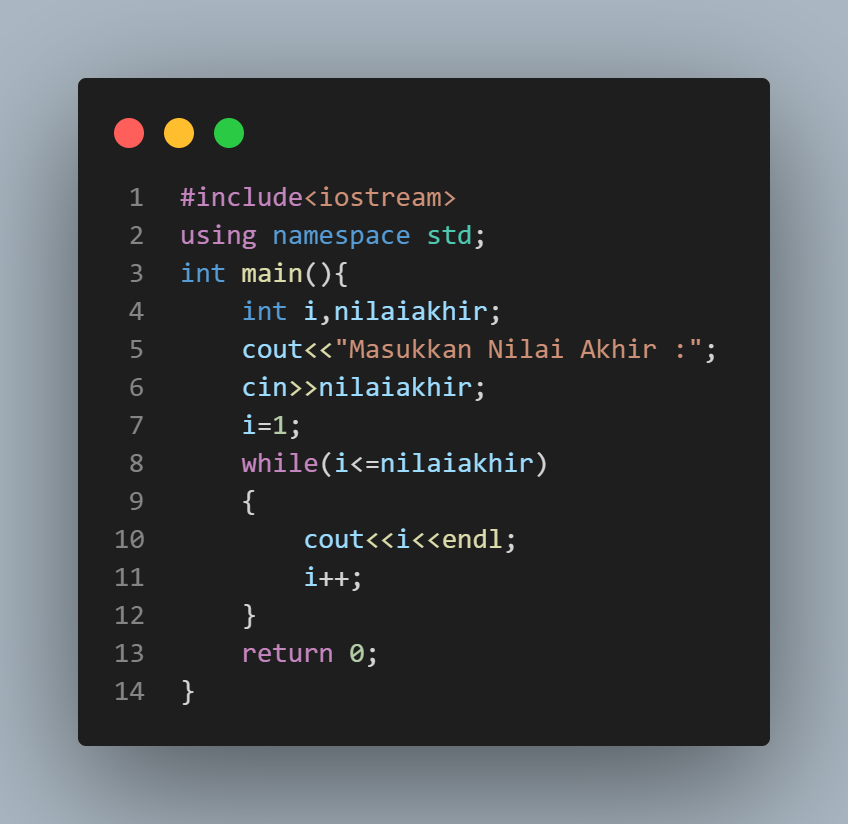 1 #include<iostream>
2 using namespace std;
3 int main(){
4     int i,nilaiakhir;
5     cout<<"Masukkan Nilai Akhir :";
6     cin>>nilaiakhir;
7     i=1;
8     while(i<=nilaiakhir)
9     {
10         cout<<i<<endl;
11         i++;
12     }
13     return 0;
14 }